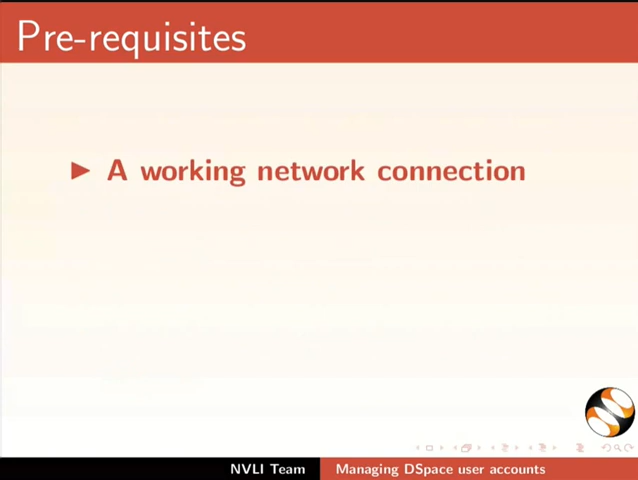 Pre-requisites
A working network connection
NVLI Team
Managing DSpace user accounts